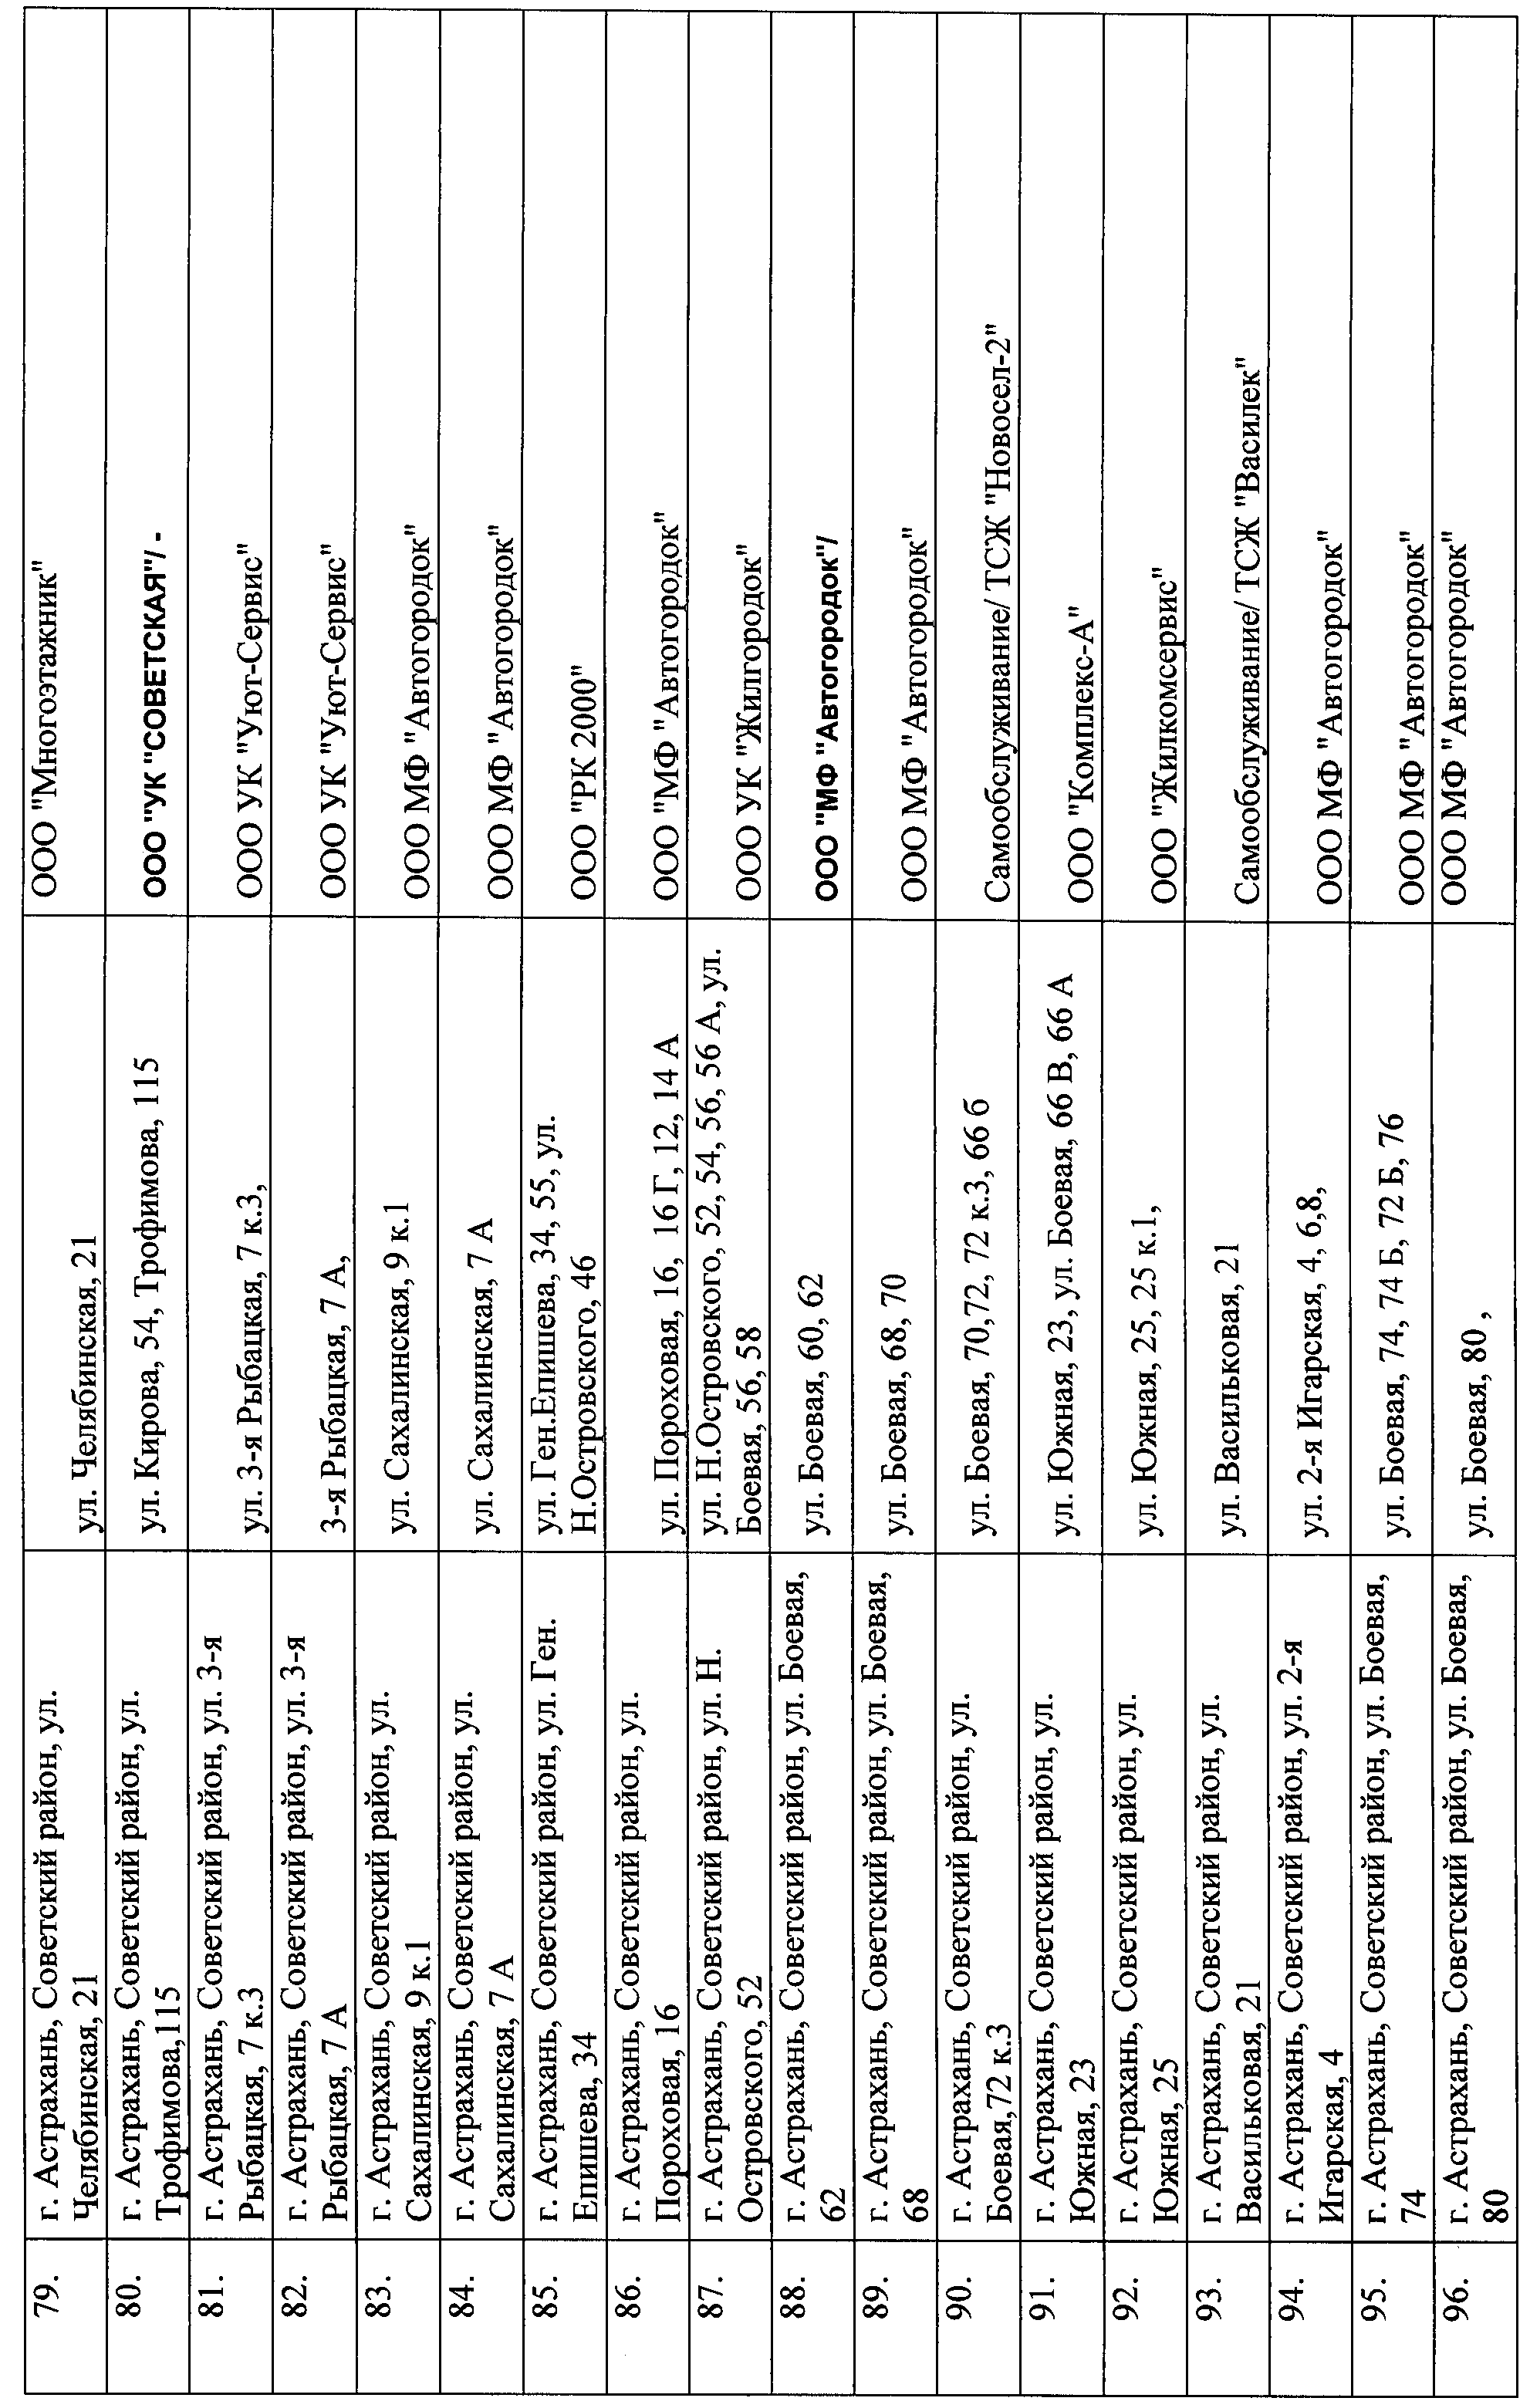 79.
г. Астрахань, Советский район, ул.
Челябинская, 21
ул. Челябинская, 21
ООО "Многоэтажник"
80.
г. Астрахань, Советский район, ул.
Трофимова,115
ул. Кирова, 54, Трофимова, 115
ООО "УК "СОВЕТСКАЯ"/ -
81.
г. Астрахань, Советский район, ул. 3-я
Рыбацкая, 7 к.3
ул. 3-я Рыбацкая, 7 к.3,
ООО УК "Уют-Сервис"
82.
г. Астрахань, Советский район, ул. 3-я
Рыбацкая, 7 А
3-я Рыбацкая, 7 А,
ООО УК "Уют-Сервис"
83.
г. Астрахань, Советский район, ул.
Сахалинская, 9 к.1
ул. Сахалинская, 9 к.1
ООО МФ "Автогородок"
84.
г. Астрахань, Советский район, ул.
Сахалинская, 7 А
ул. Сахалинская, 7 А
ООО МФ "Автогородок"
85.
г. Астрахань, Советский район, ул. Ген.
Епишева, 34
ул. Ген.Епишева, 34, 55, ул.
Н.Островского, 46
ООО "РК 2000"
86.
г. Астрахань, Советский район, ул.
Пороховая, 16
ул. Пороховая, 16, 16 Г, 12, 14 А
ООО "МФ "Автогородок"
87.
г. Астрахань, Советский район, ул. Н.
Островского, 52
ул. Н.Островского, 52, 54, 56, 56 А, ул.
Боевая, 56, 58
ООО УК "Жилгородок"
88.
г. Астрахань, Советский район, ул. Боевая,
62
ул. Боевая, 60, 62
ООО "МФ "Автогородок"/
89.
г. Астрахань, Советский район, ул. Боевая,
68
ул. Боевая, 68, 70
ООО МФ "Автогородок"
90.
г. Астрахань, Советский район, ул.
Боевая,72 к.3
ул. Боевая, 70,72, 72 к.3, 66 б
Самообслуживание/ ТСЖ "Новосел-2"
91.
г. Астрахань, Советский район, ул.
Южная, 23
ул. Южная, 23, ул. Боевая, 66 В, 66 А
ООО "Комплекс-А"
92.
г. Астрахань, Советский район, ул.
Южная, 25
ул. Южная, 25, 25 к.1,
ООО "Жилкомсервис"
93.
г. Астрахань, Советский район, ул.
Васильковая, 21
ул. Васильковая, 21
Самообслуживание/ ТСЖ "Василек"
94.
г. Астрахань, Советский район, ул. 2-я
Игарская, 4
ул. 2-я Игарская, 4, 6,8,
ООО МФ "Автогородок"
95.
г. Астрахань, Советский район, ул. Боевая,
74
ул. Боевая, 74, 74 Б, 72 Б, 76
ООО МФ "Автогородок"
96.
г. Астрахань, Советский район, ул. Боевая,
80
ул. Боевая, 80 ,
ООО МФ "Автогородок"